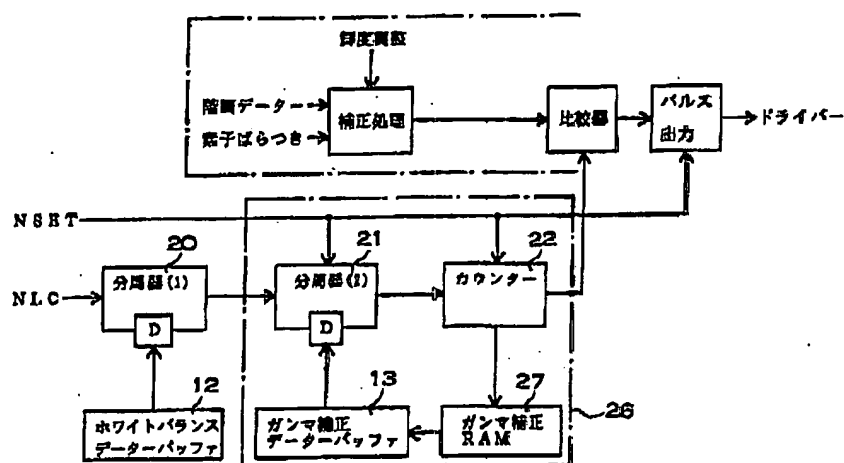 輝度調整
階調データー
素子ばらつき
補正処理
比較器
パルス
出力
ドライバー
NSET
NLC
20
分周器(1)
D
21
分周器(2)
D
22
カウンター
12
ホワイトバランス
データーバッファ
13
ガンマ補正
データーバッファ
27
ガンマ補正
RAM
26